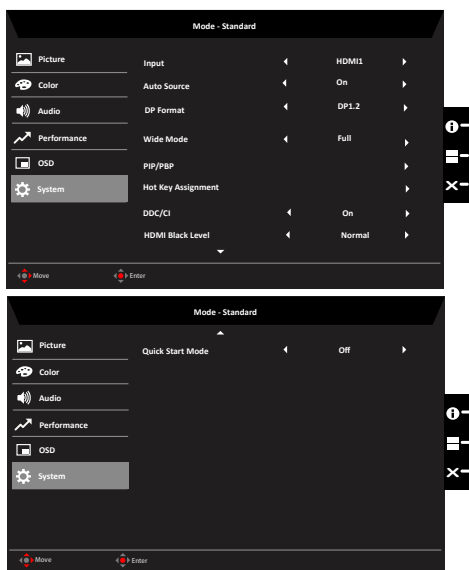 Mode - Standard
Picture
Color
Audio
Performance
OSD
System
Input HDMI1
Auto Source On
DP Format DP1.2
Wide Mode Full
PIP/PBP
Hot Key Assignment
DDC/CI On
HDMI Black Level Normal
Move Enter
Mode - Standard
Picture
Color
Audio
Performance
OSD
System
Quick Start Mode Off
Move Enter